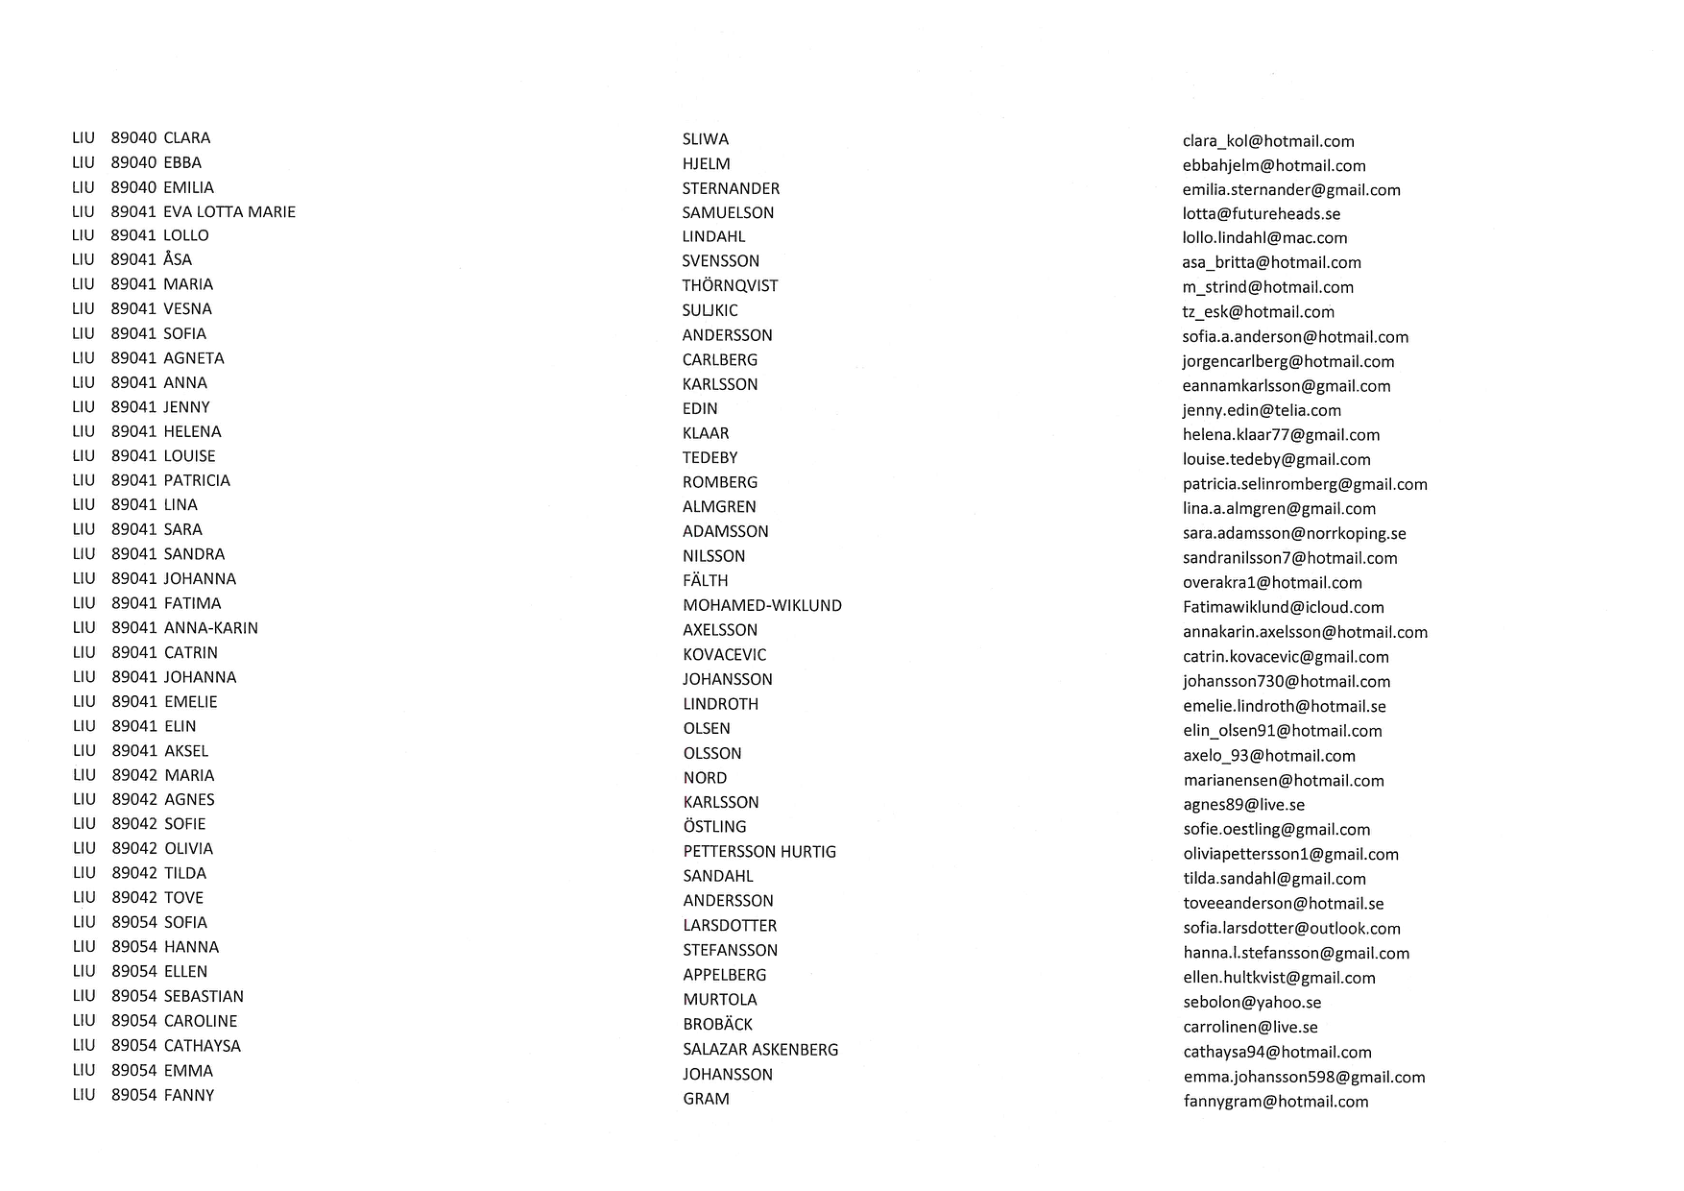 LIU 89040 CLARA SLIWA clara_kol@hotmail.com
LIU 89040 EBBA HJELM ebbahjelm@hotmail.com
LIU 89040 EMILIA STERNANDER emilia.sternander@gmail.com
LIU 89041 EVA LOTTA MARIE SAMUELSON lotta@futureheads.se
LIU 89041 LOLLO LINDAHL lollo.lindahl@mac.com
LIU 89041 ÅSA SVENSSON asa_britta@hotmail.com
LIU 89041 MARIA THÖRNQVIST m_strind@hotmail.com
LIU 89041 VESNA SULJKIC tz_esk@hotmail.com
LIU 89041 SOFIA ANDERSSON sofia.a.anderson@hotmail.com
LIU 89041 AGNETA CARLBERG jorgencarlberg@hotmail.com
LIU 89041 ANNA KARLSSON eannamkarlsson@gmail.com
LIU 89041 JENNY EDIN jenny.edin@telia.com
LIU 89041 HELENA KLAAR helena.klaar77@gmail.com
LIU 89041 LOUISE TEDEBY louise.tedeby@gmail.com
LIU 89041 PATRICIA ROMBERG patricia.selinromberg@gmail.com
LIU 89041 LINA ALMGREN lina.a.almgren@gmail.com
LIU 89041 SARA ADAMSSON sara.adamsson@norrkoping.se
LIU 89041 SANDRA NILSSON sandranilsson7@hotmail.com
LIU 89041 JOHANNA FÄLTH overakra1@hotmail.com
LIU 89041 FATIMA MOHAMED-WIKLUND Fatimawiklund@icloud.com
LIU 89041 ANNA-KARIN AXELSSON annakarin.axelsson@hotmail.com
LIU 89041 CATRIN KOVACEVIC catrin.kovacevic@gmail.com
LIU 89041 JOHANNA JOHANSSON johansson730@hotmail.com
LIU 89041 EMELIE LINDROTH emelie.lindroth@hotmail.se
LIU 89041 ELIN OLSEN elin_olsen91@hotmail.com
LIU 89041 AKSEL OLSSON axelo_93@hotmail.com
LIU 89042 MARIA NORD marianensen@hotmail.com
LIU 89042 AGNES KARLSSON agnes89@live.se
LIU 89042 SOFIE ÖSTLING sofie.oestling@gmail.com
LIU 89042 OLIVIA PETTERSSON HURTIG oliviapettersson1@gmail.com
LIU 89042 TILDA SANDAHL tilda.sandahl@gmail.com
LIU 89042 TOVE ANDERSSON toveeanderson@hotmail.se
LIU 89054 SOFIA LARSDOTTER sofia.larsdotter@outlook.com
LIU 89054 HANNA STEFANSSON hanna.l.stefansson@gmail.com
LIU 89054 ELLEN APPELBERG ellen.hultkvist@gmail.com
LIU 89054 SEBASTIAN MURTOLA sebolon@yahoo.se
LIU 89054 CAROLINE BROBÄCK carrolinen@live.se
LIU 89054 CATHAYSA SALAZAR ASKENBERG cathaysa94@hotmail.com
LIU 89054 EMMA JOHANSSON emma.johansson598@gmail.com
LIU 89054 FANNY GRAM fannygram@hotmail.com